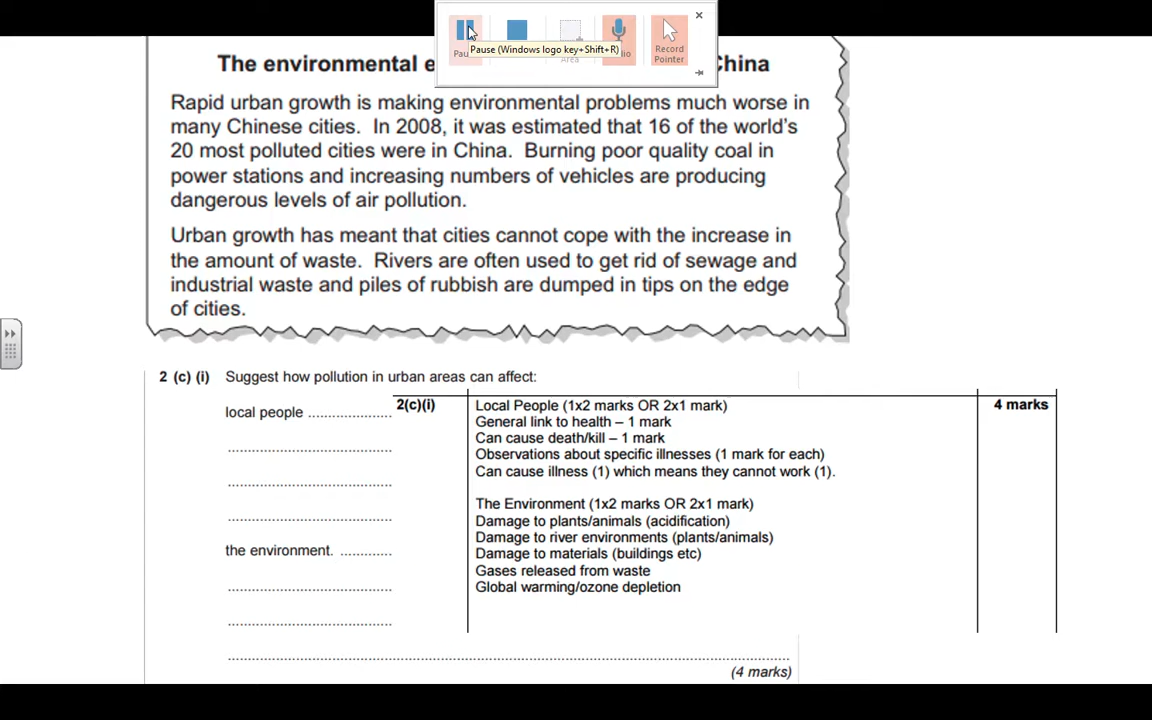 Pause (Windows logo key+Shift+R)
Area
Record
Pointer
The environmental
China
Rapid urban growth is making environmental problems much worse in
many Chinese cities. In 2008, it was estimated that 16 of the world's
20 most polluted cities were in China. Burning poor quality coal in
power stations and increasing numbers of vehicles are producing
dangerous levels of air pollution.
Urban growth has meant that cities cannot cope with the increase in
the amount of waste. Rivers are often used to get rid of sewage and
industrial waste and piles of rubbish are dumped in tips on the edge
of cities.
2 (c) (i) Suggest how pollution in urban areas can affect:
local people ....................
the environment. ............
2(c)(i)
Local People (1x2 marks OR 2x1 mark)
General link to health – 1 mark
Can cause death/kill – 1 mark
Observations about specific illnesses (1 mark for each)
Can cause illness (1) which means they cannot work (1).
The Environment (1x2 marks OR 2x1 mark)
Damage to plants/animals (acidification)
Damage to river environments (plants/animals)
Damage to materials (buildings etc)
Gases released from waste
Global warming/ozone depletion
4 marks
(4 marks)